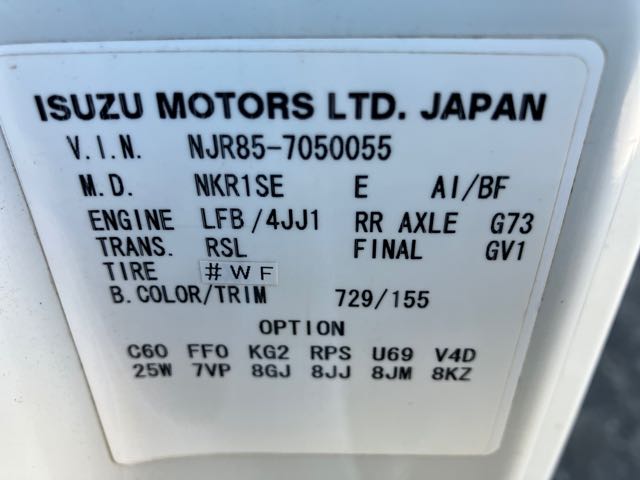 ISUZU MOTORS LTD. JAPAN
V.I.N. NJR85-7050055
M.D. NKR1SE E AI/BF
ENGINE LFB/4JJ1 RR AXLE G73
TRANS. RSL FINAL GV1
TIRE #WF
B.COLOR/TRIM 729/155
OPTION
C60 FF0 KG2 RPS U69 V4D
25W 7VP 8GJ 8JJ 8JM 8KZ